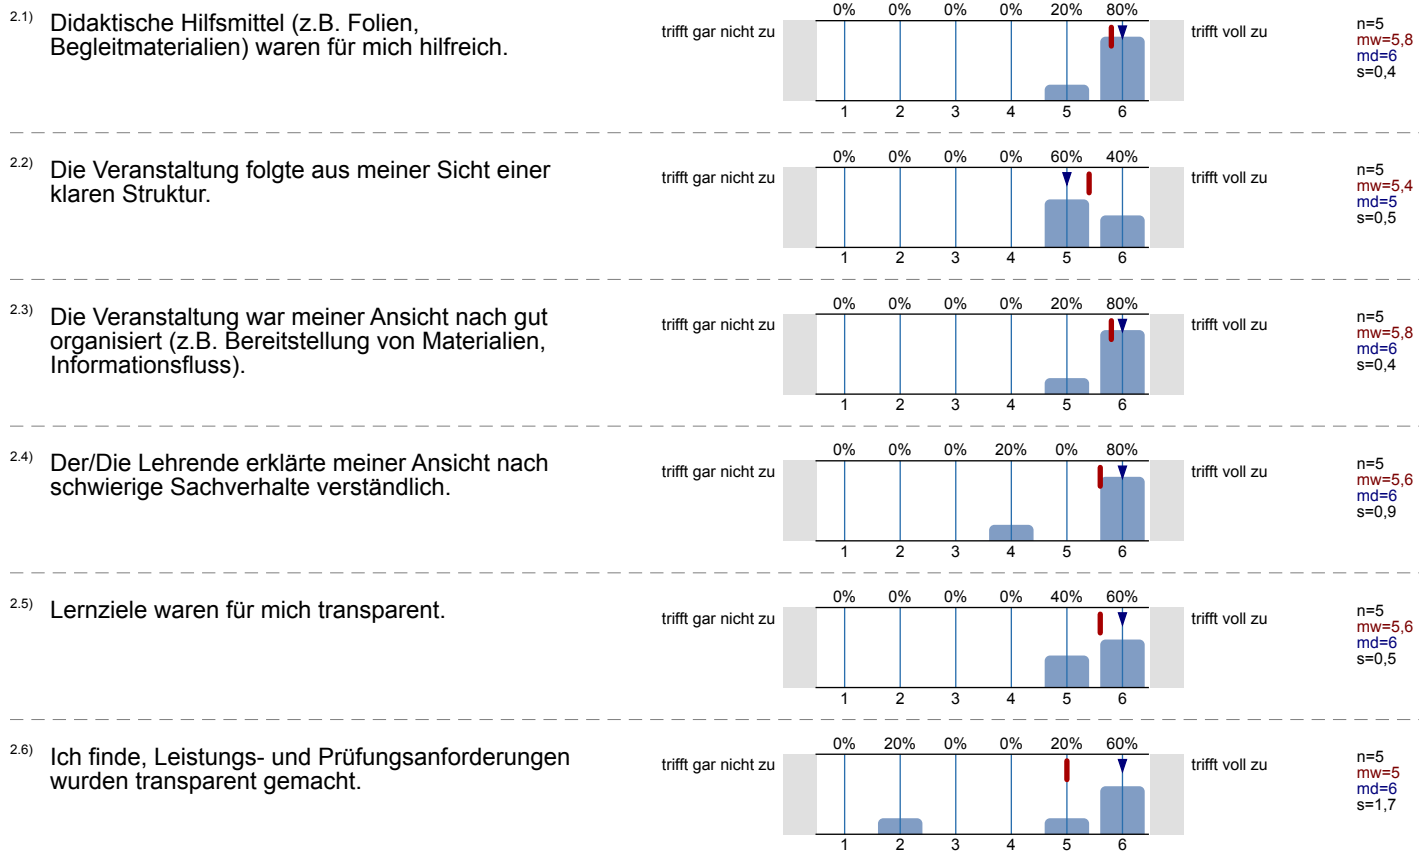 2.1) Didaktische Hilfsmittel (z.B. Folien,
Begleitmaterialien) waren für mich hilfreich.
trifft gar nicht zu
0% 0% 0% 0% 20% 80%
1 2 3 4 5 6
trifft voll zu
n=5
mw=5,8
md=6
s=0,4
2.2) Die Veranstaltung folgte aus meiner Sicht einer
klaren Struktur.
trifft gar nicht zu
0% 0% 0% 0% 60% 40%
1 2 3 4 5 6
trifft voll zu
n=5
mw=5,4
md=5
s=0,5
2.3) Die Veranstaltung war meiner Ansicht nach gut
organisiert (z.B. Bereitstellung von Materialien,
Informationsfluss).
trifft gar nicht zu
0% 0% 0% 0% 20% 80%
1 2 3 4 5 6
trifft voll zu
n=5
mw=5,8
md=6
s=0,4
2.4) Der/Die Lehrende erklärte meiner Ansicht nach
schwierige Sachverhalte verständlich.
trifft gar nicht zu
0% 0% 0% 20% 0% 80%
1 2 3 4 5 6
trifft voll zu
n=5
mw=5,6
md=6
s=0,9
2.5) Lernziele waren für mich transparent.
trifft gar nicht zu
0% 0% 0% 0% 40% 60%
1 2 3 4 5 6
trifft voll zu
n=5
mw=5,6
md=6
s=0,5
2.6) Ich finde, Leistungs- und Prüfungsanforderungen
wurden transparent gemacht.
trifft gar nicht zu
0% 20% 0% 0% 20% 60%
1 2 3 4 5 6
trifft voll zu
n=5
mw=5
md=6
s=1,7